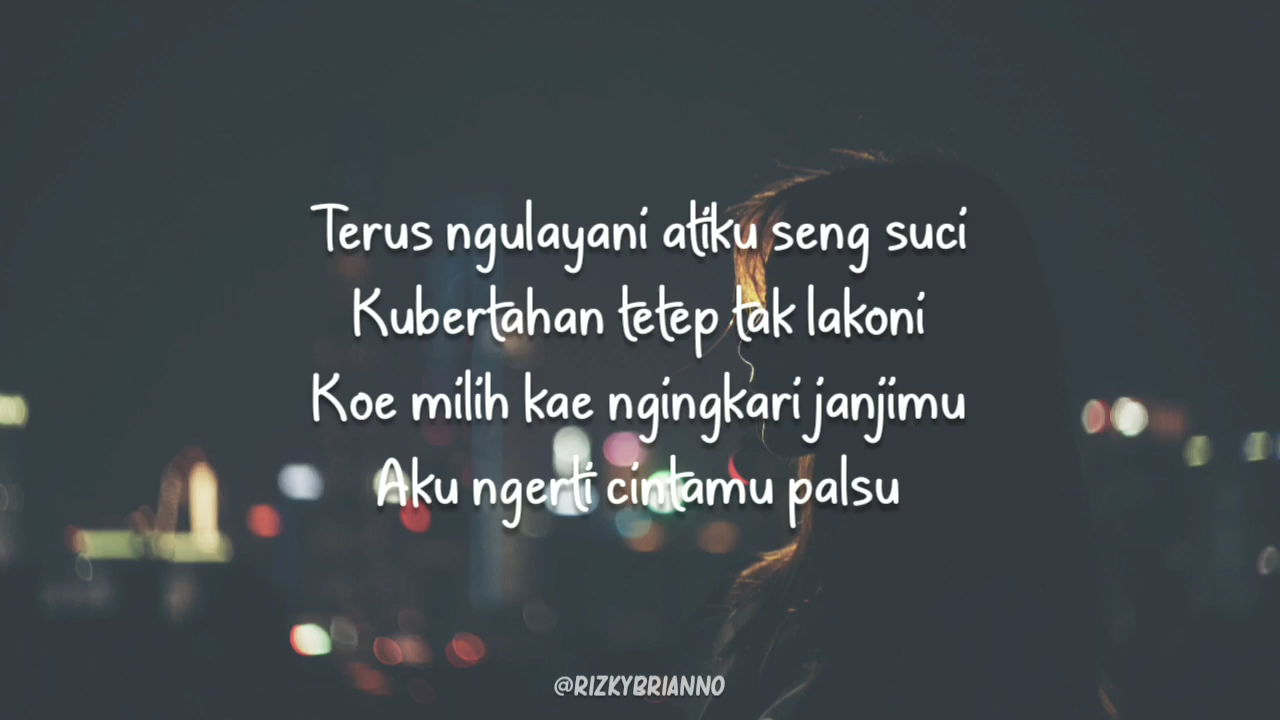 Terus ngulayani atiku seng suci
Kubertahan tetep tak lakoni
Koe milih kae ngingkari janjimu
Aku ngerti cintamu palsu
@RIZKYBRIANNO